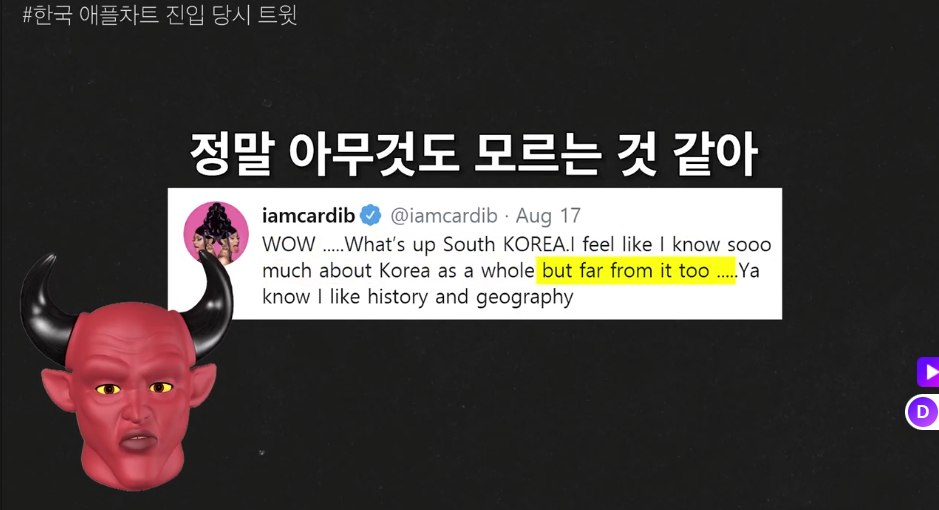 #한국 애플차트 진입 당시 트윗
정말 아무것도 모르는 것 같아
iamcardib @iamcardib · Aug 17
WOW .....What's up South KOREA.I feel like I know sooo
much about Korea as a whole but far from it too .....Ya
know I like history and geography
D